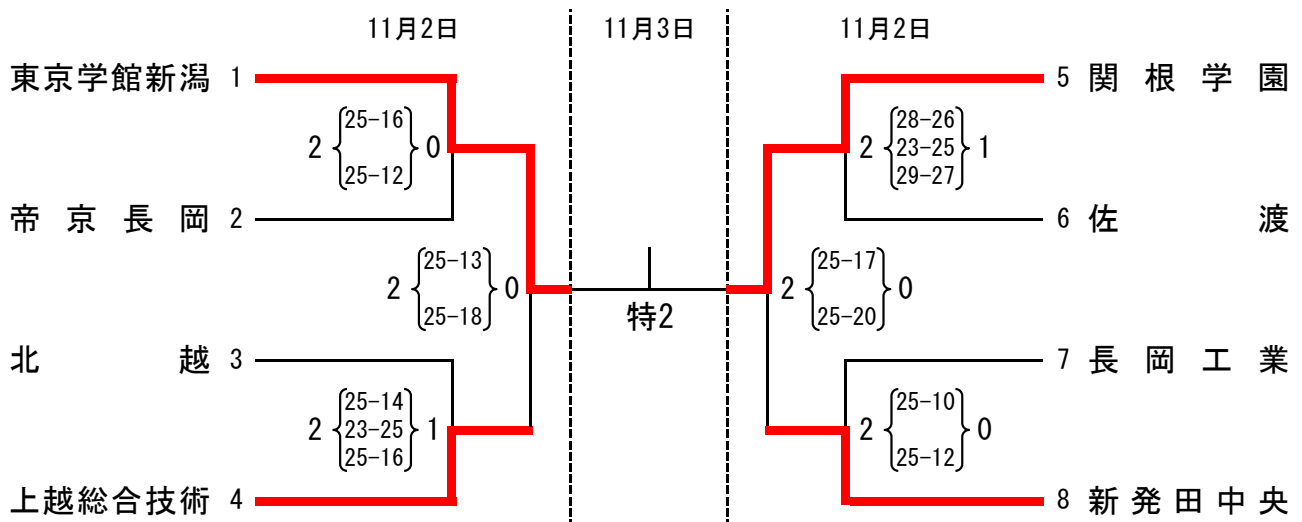 11月2日 11月3日 11月2日
東京学館新潟 1
5 関根学園
25-16
2 0
25-12
28-26
2 23-25 1
29-27
帝京長岡 2
6 佐渡
25-13
2 0
25-18
特2
25-17
2 0
25-20
北越 3
7 長岡工業
25-14
2 23-25 1
25-16
25-10
2 0
25-12
上越総合技術 4
8 新発田中央